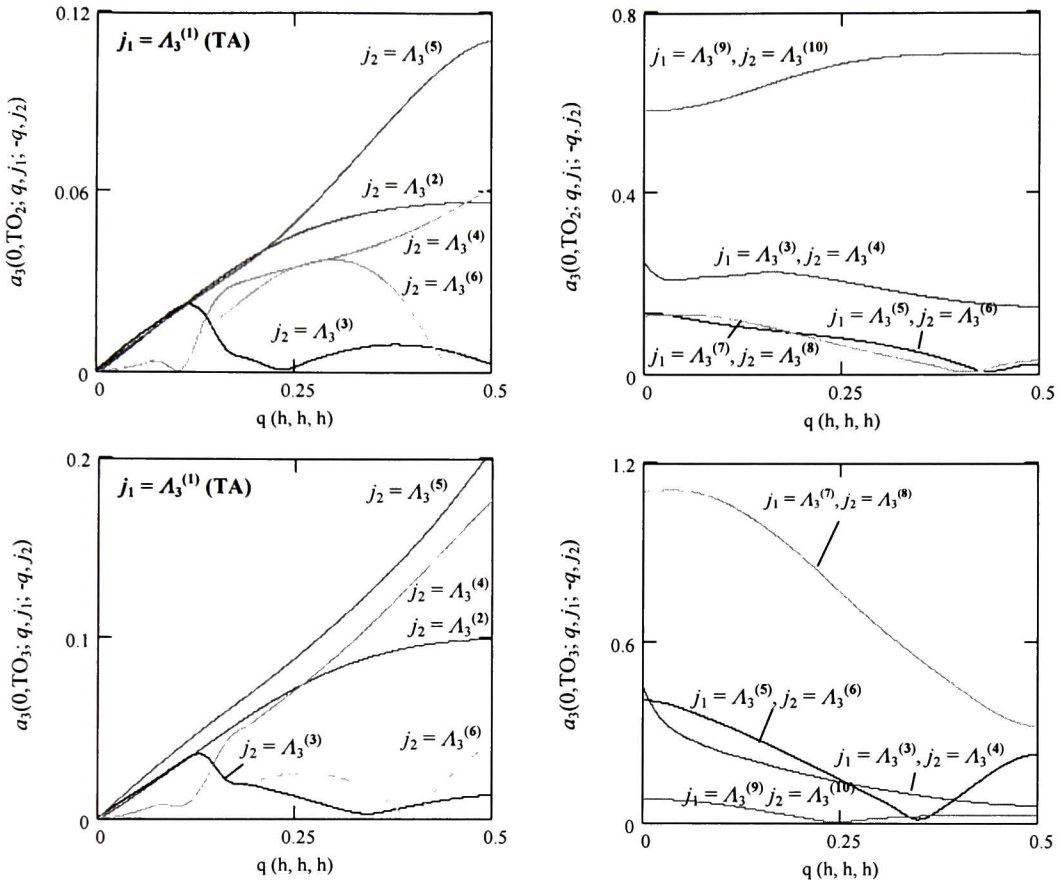 0.12
0.06
0
a₃(0,TO₂; q, j₁; -q, j₂)
j₁ = Λ₃⁽¹⁾ (TA)
j₂ = Λ₃⁽⁵⁾
j₂ = Λ₃⁽²⁾
j₂ = Λ₃⁽⁴⁾
j₂ = Λ₃⁽⁶⁾
j₂ = Λ₃⁽³⁾
0 0.25 0.5
q (h, h, h)
0.8
0.4
0
a₃(0,TO₂; q, j₁; -q, j₂)
j₁ = Λ₃⁽⁹⁾, j₂ = Λ₃⁽¹⁰⁾
j₁ = Λ₃⁽³⁾, j₂ = Λ₃⁽⁴⁾
j₁ = Λ₃⁽⁵⁾, j₂ = Λ₃⁽⁶⁾
j₁ = Λ₃⁽⁷⁾, j₂ = Λ₃⁽⁸⁾
0 0.25 0.5
q (h, h, h)
0.2
0.1
0
a₃(0,TO₃; q, j₁; -q, j₂)
j₁ = Λ₃⁽¹⁾ (TA)
j₂ = Λ₃⁽⁵⁾
j₂ = Λ₃⁽⁴⁾
j₂ = Λ₃⁽²⁾
j₂ = Λ₃⁽³⁾
j₂ = Λ₃⁽⁶⁾
0 0.25 0.5
q (h, h, h)
1.2
0.6
0
a₃(0,TO₃; q, j₁; -q, j₂)
j₁ = Λ₃⁽⁷⁾, j₂ = Λ₃⁽⁸⁾
j₁ = Λ₃⁽⁵⁾, j₂ = Λ₃⁽⁶⁾
j₁ = Λ₃⁽³⁾, j₂ = Λ₃⁽⁴⁾
j₁ = Λ₃⁽⁹⁾ j₂ = Λ₃⁽¹⁰⁾
0 0.25 0.5
q (h, h, h)